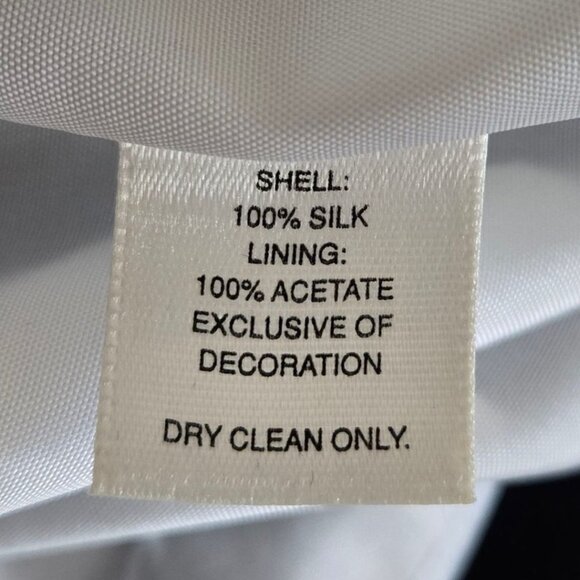 SHELL:
100% SILK
LINING:
100% ACETATE
EXCLUSIVE OF
DECORATION
DRY CLEAN ONLY.